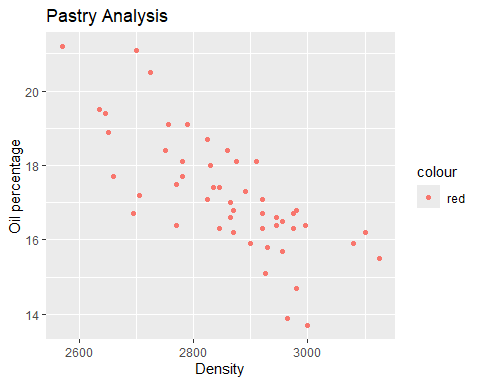 Pastry Analysis
20
18
16
14
Oil percentage
2600
2800
3000
Density
colour
red